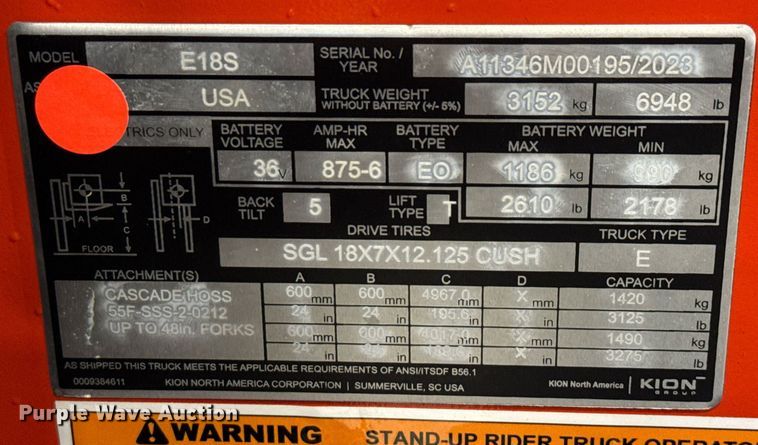 MODEL E18S SERIAL No./ YEAR A11346M00195/2023
AS USA TRUCK WEIGHT WITHOUT BATTERY (+/- 5%) 3152 kg 6948 lb
TRICS ONLY
BATTERY VOLTAGE AMP-HR MAX BATTERY TYPE BATTERY WEIGHT
MAX MIN
36V 875-6 EO 1186 kg 990 kg
2610 lb 2178 lb
BACK TILT 5 LIFT TYPE T
DRIVE TIRES TRUCK TYPE
SGL 18X7X12.125 CUSH E
A B C D
FLOOR
ATTACHMENT(S) A B C D CAPACITY
CASCADE HOSS 600 mm 600 mm 4967.0 mm X mm 1420 kg
55F-SSS-2-0212 24 in 24 in 195.6 in X in 3125 lb
UP TO 48in. FORKS 600 mm 600 mm mm X mm 1490 kg
24 in 24 in in X in 3275 lb
AS SHIPPED THIS TRUCK MEETS THE APPLICABLE REQUIREMENTS OF ANSI/ITSDF B56.1
0009384611 KION NORTH AMERICA CORPORATION | SUMMERVILLE, SC USA KION North America | KION GROUP
Purple Wave Auction
WARNING STAND-UP RIDER TRUCK OPERATO